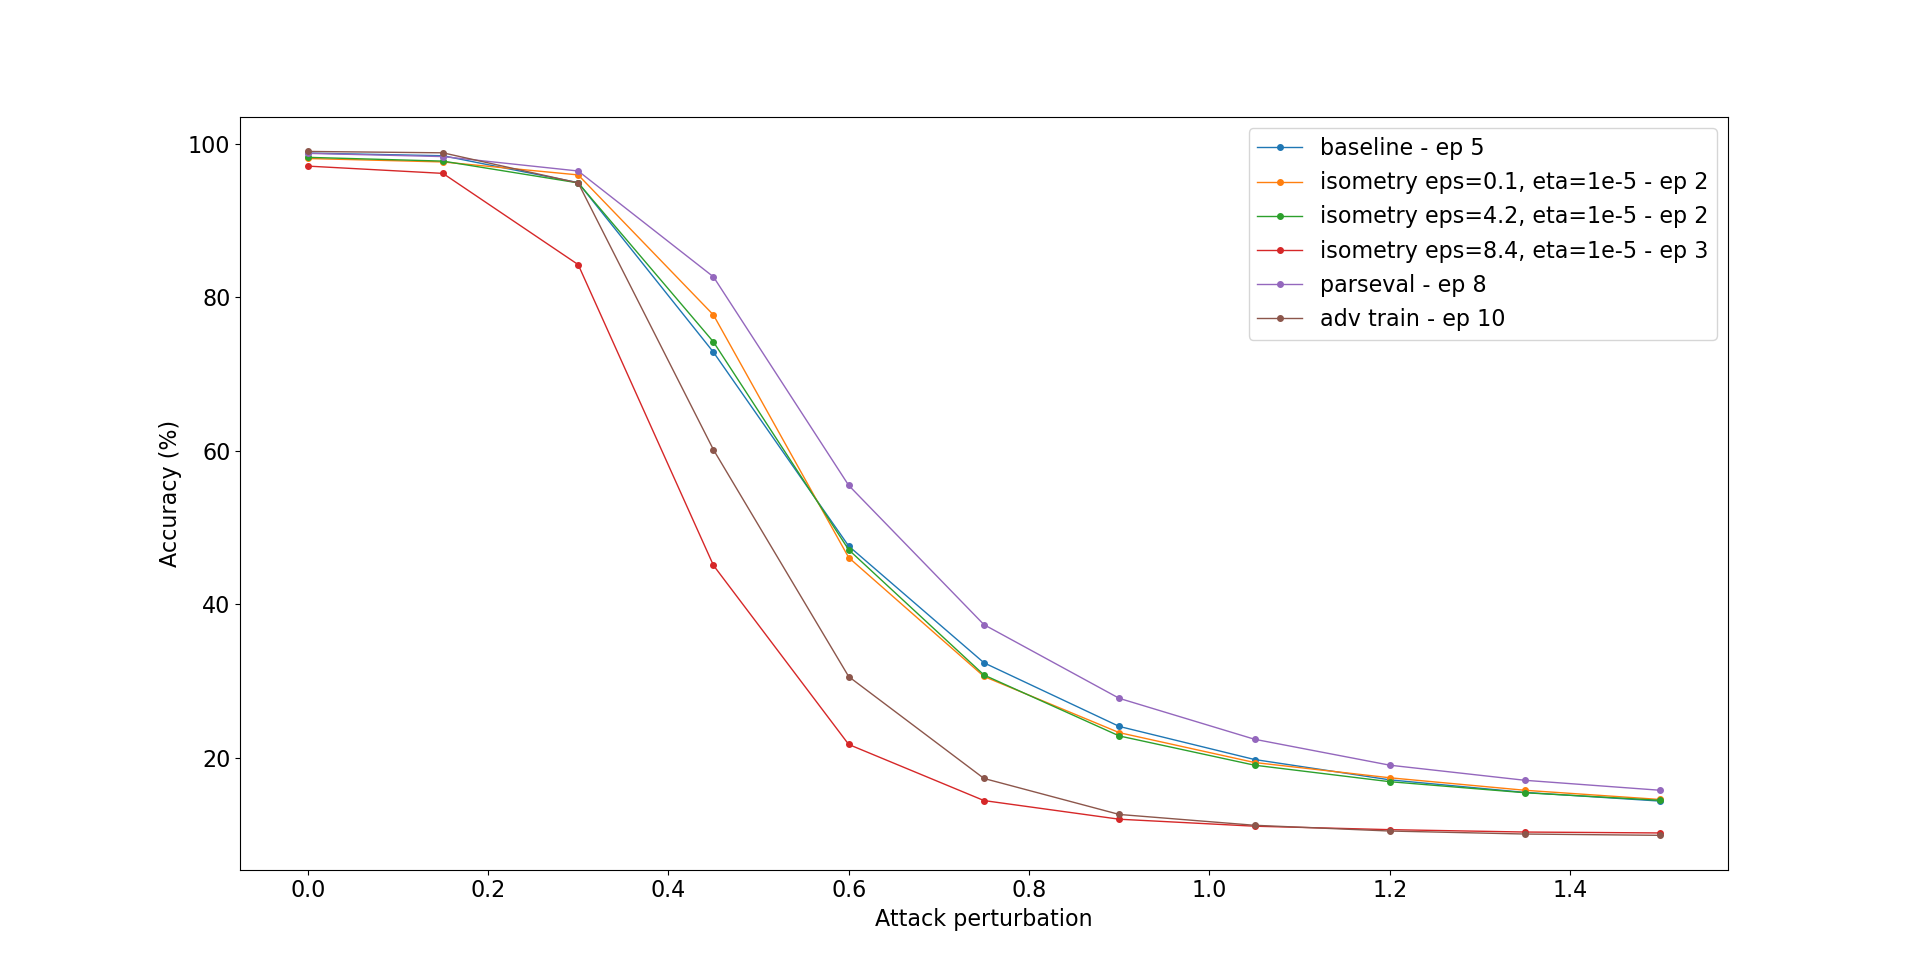 baseline - ep 5
isometry eps=0.1, eta=1e-5 - ep 2
isometry eps=4.2, eta=1e-5 - ep 2
isometry eps=8.4, eta=1e-5 - ep 3
parseval - ep 8
adv train - ep 10
100
80
60
40
20
Accuracy (%)
0.0 0.2 0.4 0.6 0.8 1.0 1.2 1.4
Attack perturbation